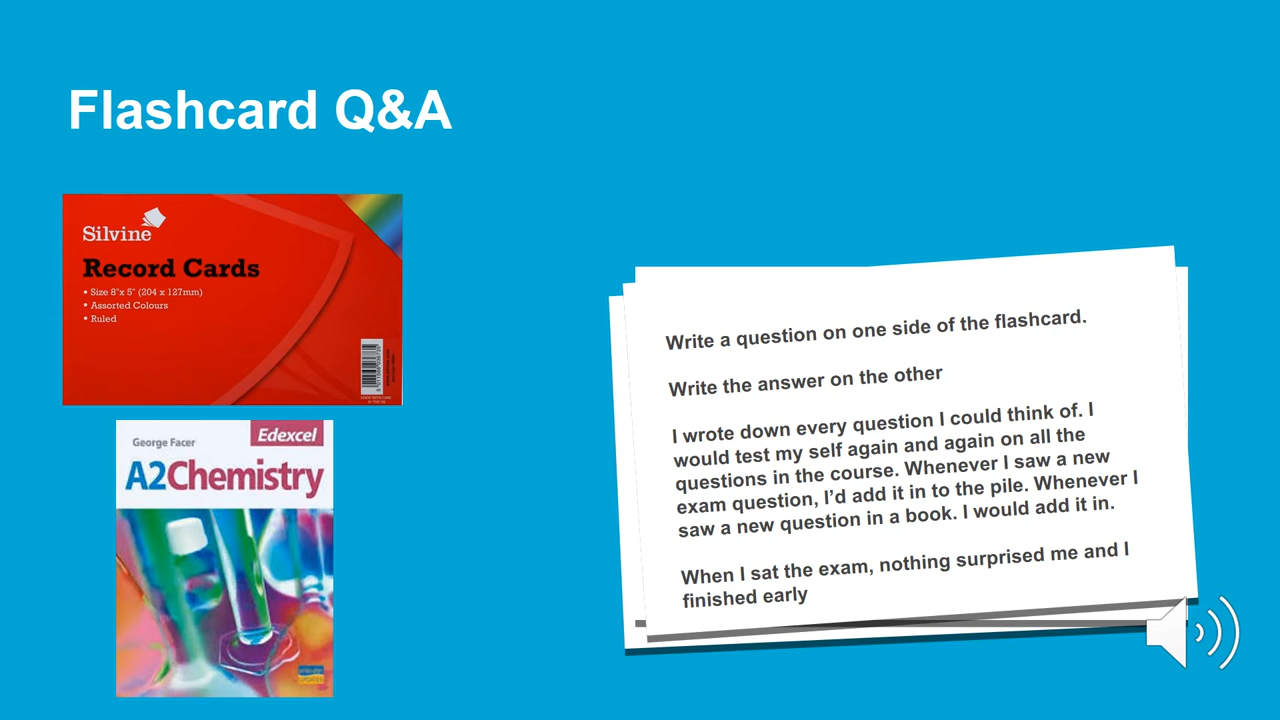 Flashcard Q&A
Silvine
Record Cards
• Size 8"x 5" (204 x 127mm)
• Assorted Colours
• Ruled
George Facer
Edexcel
A2Chemistry
Write a question on one side of the flashcard.
Write the answer on the other
I wrote down every question I could think of. I
would test my self again and again on all the
questions in the course. Whenever I saw a new
exam question, I’d add it in to the pile. Whenever I
saw a new question in a book. I would add it in.
When I sat the exam, nothing surprised me and I
finished early